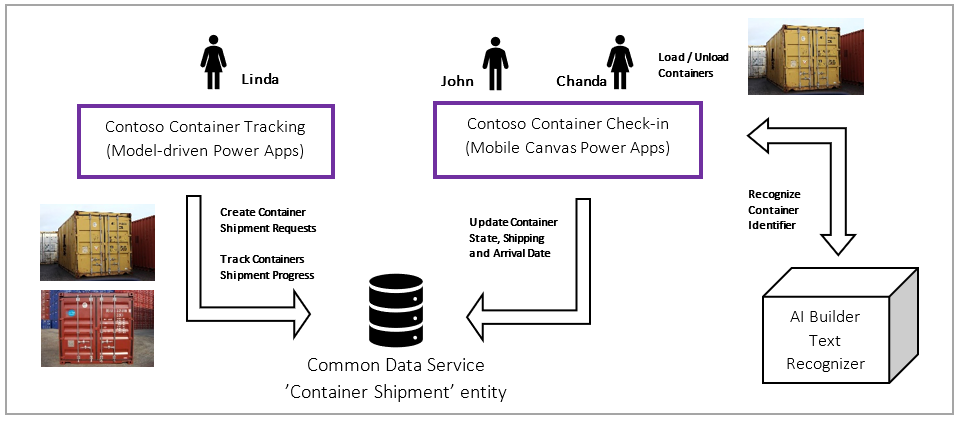 Linda
John
Chanda
Load / Unload
Containers
Contoso Container Tracking
(Model-driven Power Apps)
Contoso Container Check-in
(Mobile Canvas Power Apps)
Create Container
Shipment Requests
Track Containers
Shipment Progress
Update Container
State, Shipping
and Arrival Date
Recognize
Container
Identifier
Common Data Service
’Container Shipment’ entity
AI Builder
Text
Recognizer